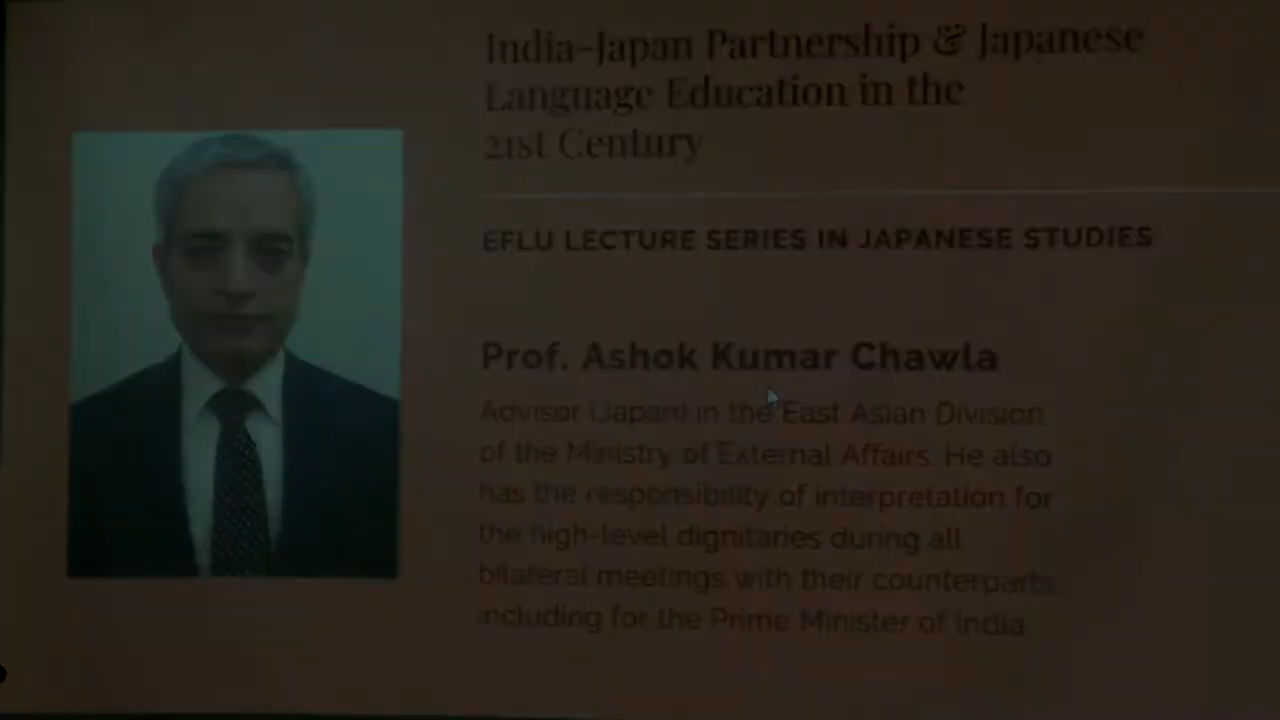 India-Japan Partnership & Japanese
Language Education in the
21st Century
EFLU LECTURE SERIES IN JAPANESE STUDIES
Prof. Ashok Kumar Chawla
Advisor (Japan) in the East Asian Division
of the Ministry of External Affairs. He also
has the responsibility of interpretation for
the high-level dignitaries during all
bilateral meetings with their counterparts
including for the Prime Minister of India